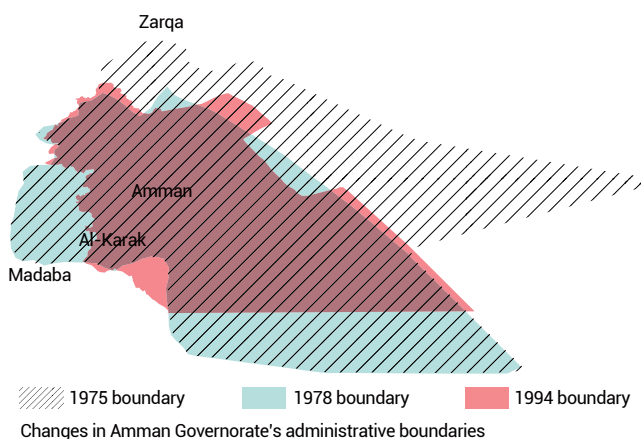 Zarqa
Amman
Al-Karak
Madaba
1975 boundary 1978 boundary 1994 boundary
Changes in Amman Governorate's administrative boundaries